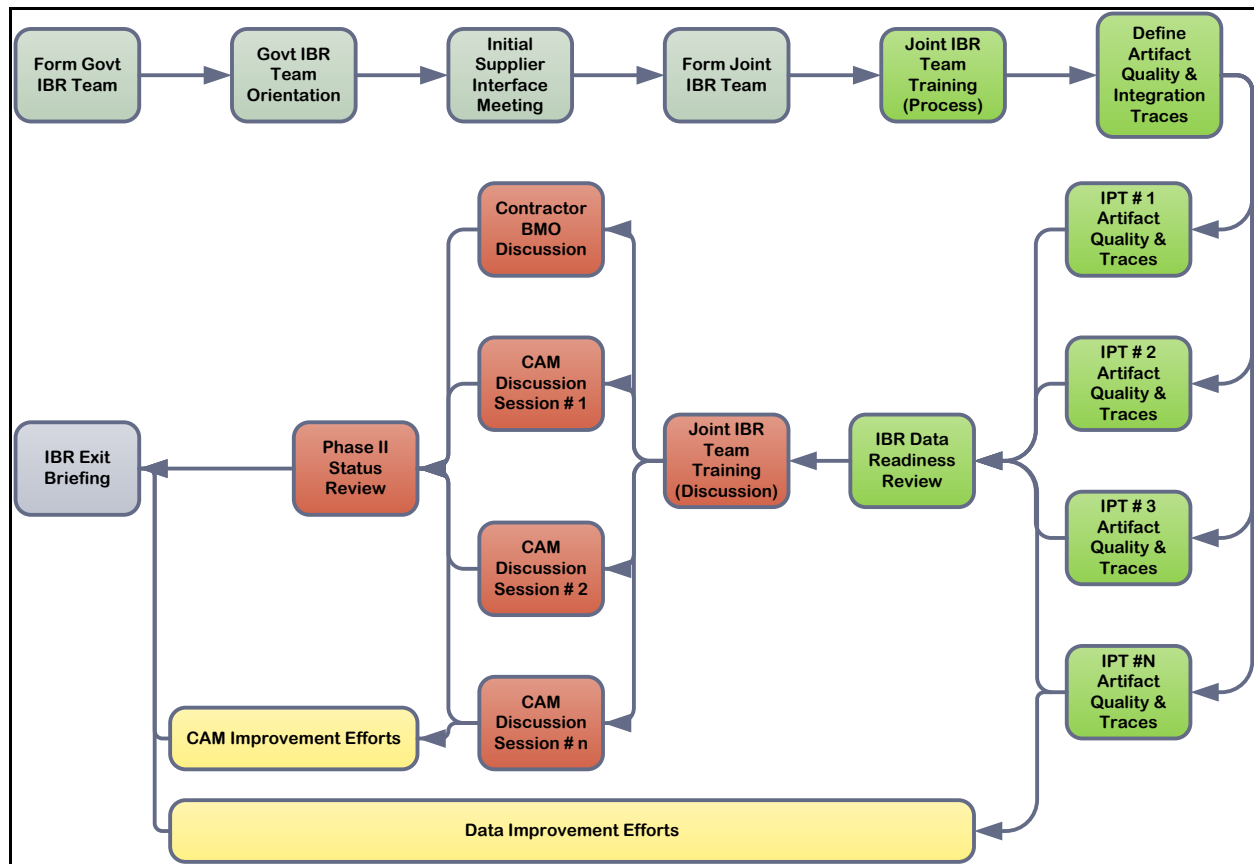 Form Govt
IBR Team
Govt IBR
Team
Orientation
Initial
Supplier
Interface
Meeting
Form Joint
IBR Team
Joint IBR
Team
Training
(Process)
Define
Artifact
Quality &
Integration
Traces
IPT # 1
Artifact
Quality &
Traces
IPT # 2
Artifact
Quality &
Traces
IPT # 3
Artifact
Quality &
Traces
IPT #N
Artifact
Quality &
Traces
IBR Data
Readiness
Review
Joint IBR
Team
Training
(Discussion)
Contractor
BMO
Discussion
CAM
Discussion
Session # 1
CAM
Discussion
Session # 2
CAM
Discussion
Session # n
Phase II
Status
Review
IBR Exit
Briefing
CAM Improvement Efforts
Data Improvement Efforts